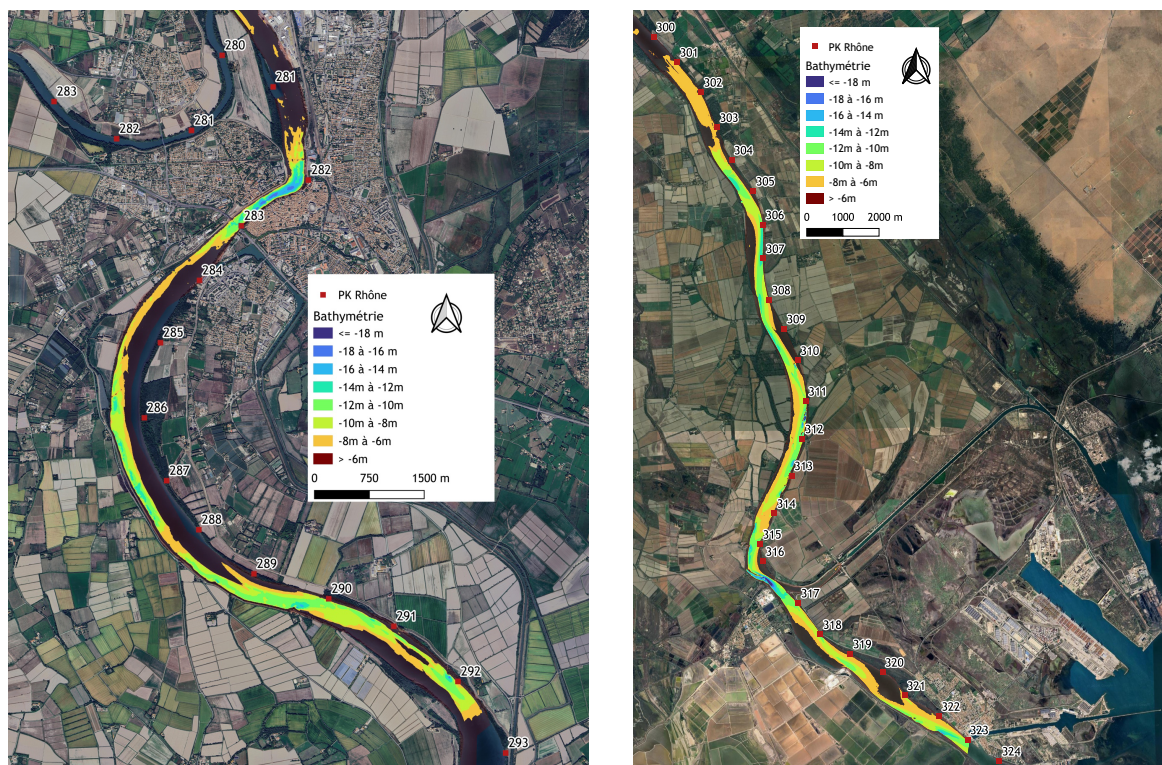 280
281
283
282
281
282
283
284
285
286
287
288
289
290
291
292
293
PK Rhône
Bathymétrie
<= -18 m
-18 à -16 m
-16 à -14 m
-14m à -12m
-12m à -10m
-10m à -8m
-8m à -6m
> -6m
0 750 1500 m
300
301
302
303
304
305
306
307
308
309
310
311
312
313
314
315
316
317
318
319
320
321
322
323
324
PK Rhône
Bathymétrie
<= -18 m
-18 à -16 m
-16 à -14 m
-14m à -12m
-12m à -10m
-10m à -8m
-8m à -6m
> -6m
0 1000 2000 m